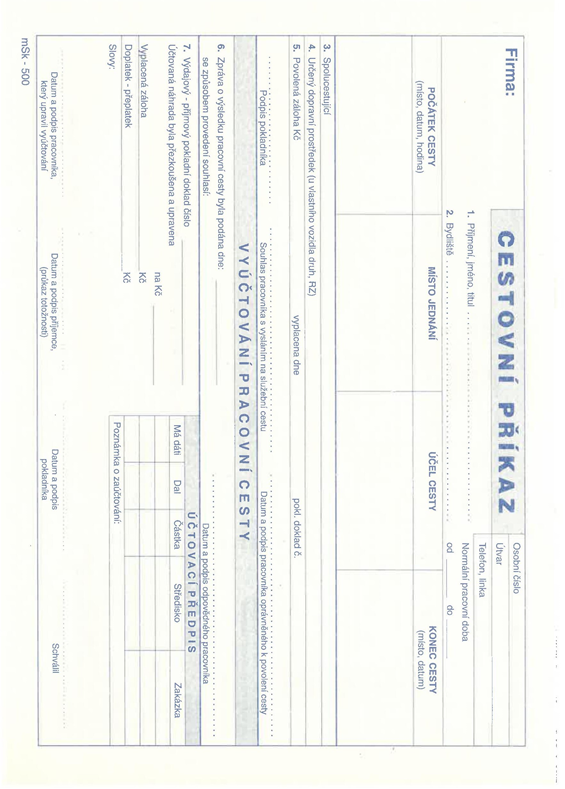 Firma:
CESTOVNÍ PŘÍKAZ
Osobní číslo
Útvar
Telefon, linka
Normální pracovní doba
od do
1. Příjmení, jméno, titul
2. Bydliště
POČÁTEK CESTY
(místo, datum, hodina)
MÍSTO JEDNÁNÍ
ÚČEL CESTY
KONEC CESTY
(místo, datum)
3. Spolucestující
4. Určený dopravní prostředek (u vlastního vozidla druh, RZ)
5. Povolená záloha Kč vyplacena dne pokl. doklad č.
Podpis pokladníka
Souhlas pracovníka s vysláním na služební cestu
Datum a podpis pracovníka oprávněného k povolení cesty
VYÚČTOVÁNÍ PRACOVNÍ CESTY
6. Zpráva o výsledku pracovní cesty byla podána dne:
se způsobem provedení souhlasí:
Datum a podpis odpovědného pracovníka
7. Výdajový - příjmový pokladní doklad číslo
Účtovaná náhrada byla přezkoušena a upravena
na Kč
Vyplacená záloha Kč
Doplatek - přeplatek Kč
Slovy:
ÚČTOVACÍ PŘEDPIS
Má dáti Dal Částka Středisko Zakázka
Poznámka o zaúčtování:
Datum a podpis pracovníka,
který upravil vyúčtování
Datum a podpis příjemce,
(průkaz totožnosti)
Datum a podpis
pokladníka
Schválil
mSk - 500